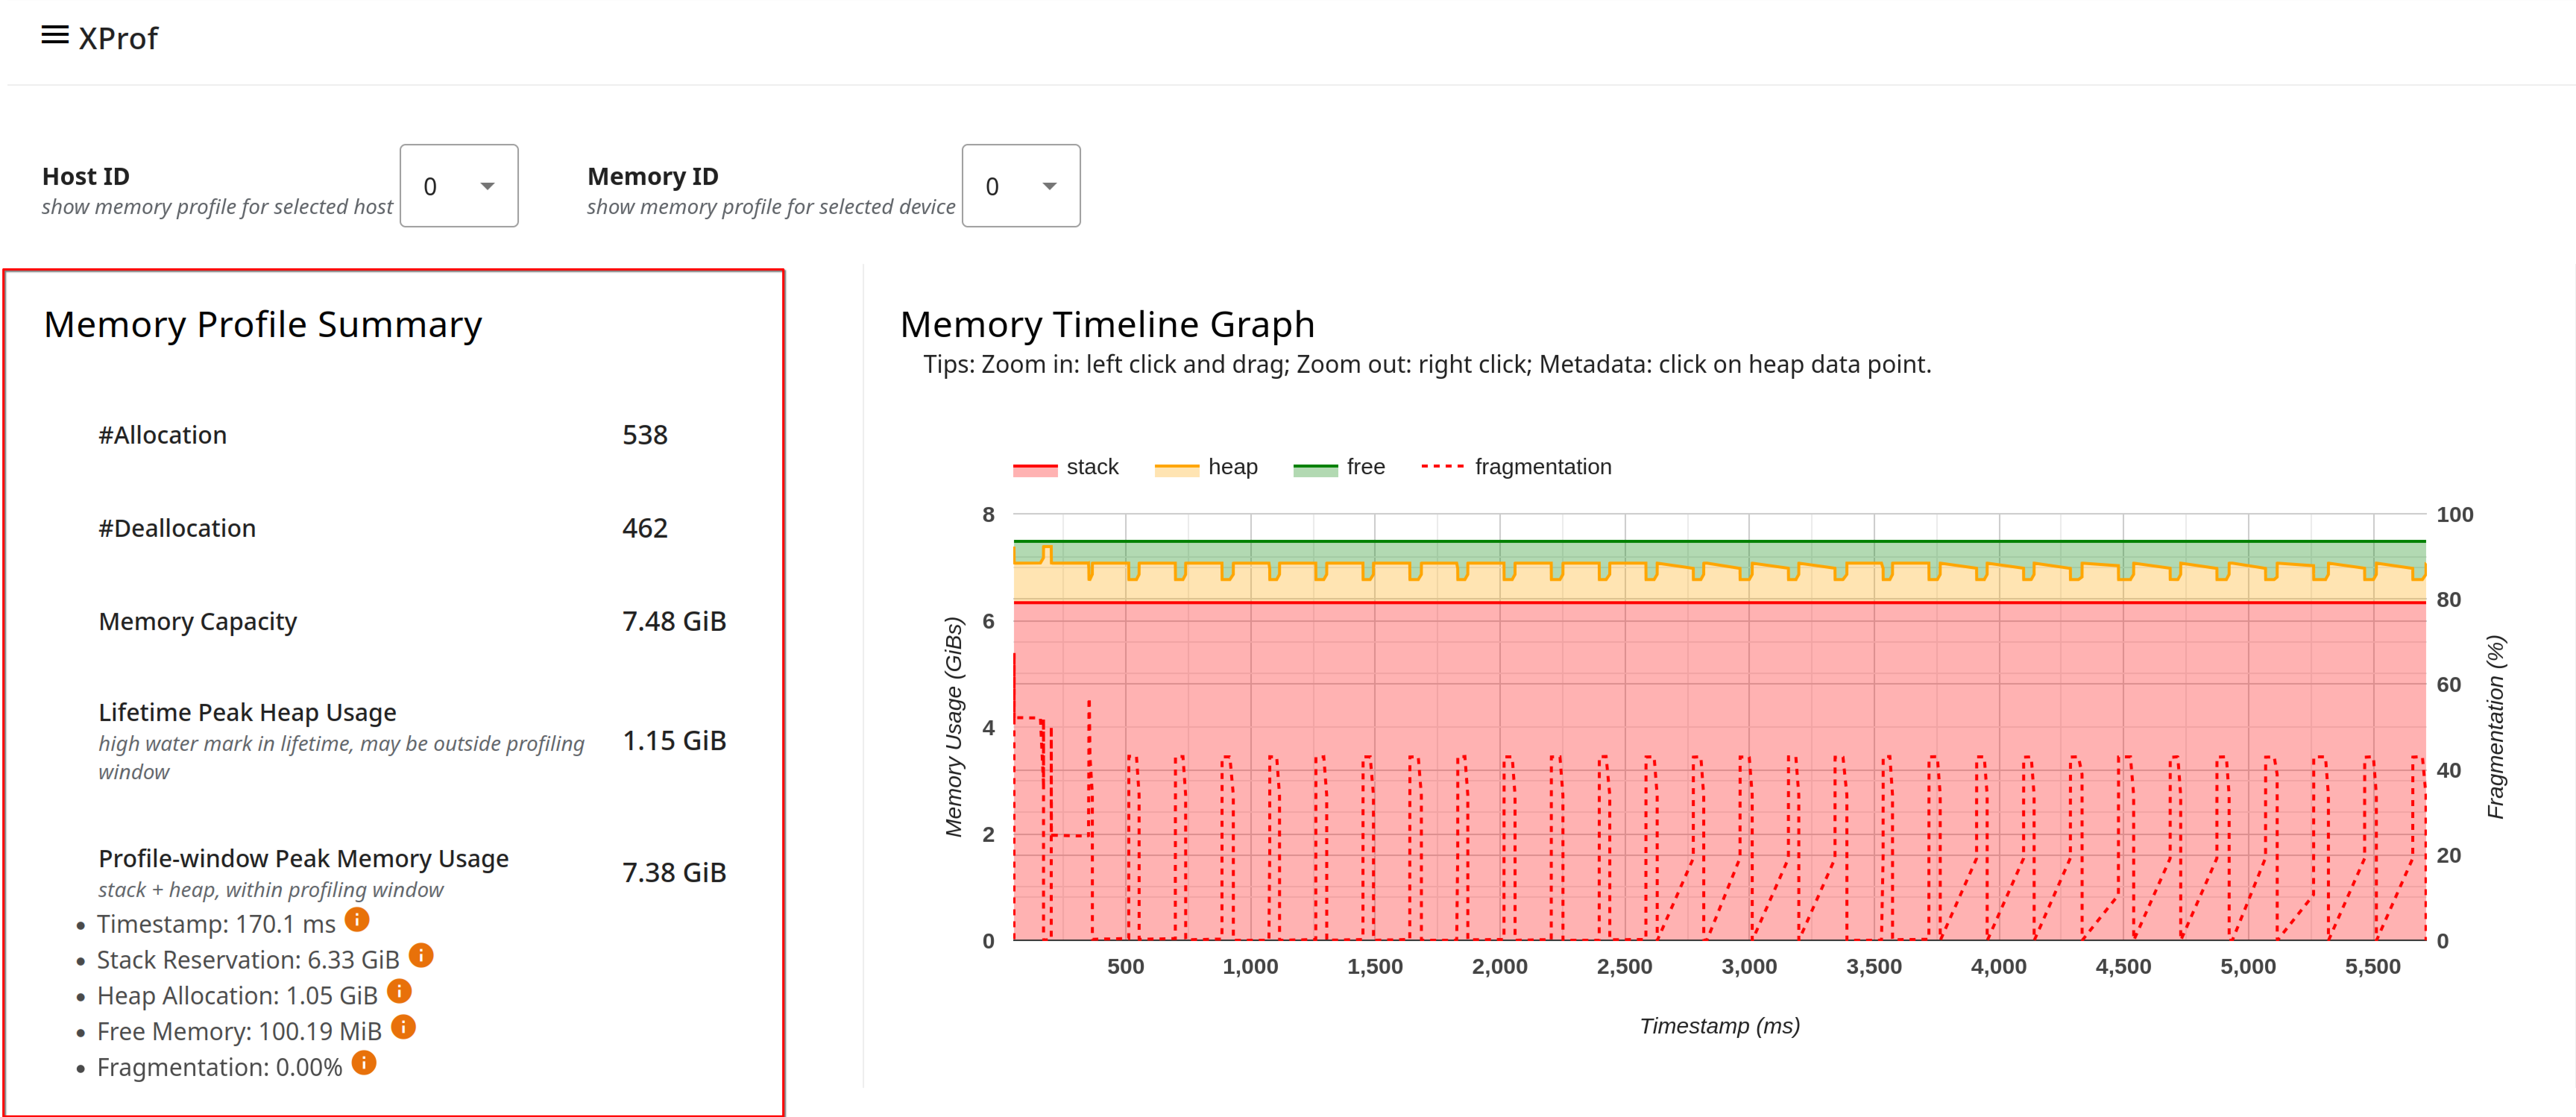 XProf
Host ID
show memory profile for selected host
0
Memory ID
show memory profile for selected device
0
Memory Profile Summary
#Allocation 538
#Deallocation 462
Memory Capacity 7.48 GiB
Lifetime Peak Heap Usage
high water mark in lifetime, may be outside profiling
window
1.15 GiB
Profile-window Peak Memory Usage
stack + heap, within profiling window
7.38 GiB
• Timestamp: 170.1 ms
• Stack Reservation: 6.33 GiB
• Heap Allocation: 1.05 GiB
• Free Memory: 100.19 MiB
• Fragmentation: 0.00%
Memory Timeline Graph
Tips: Zoom in: left click and drag; Zoom out: right click; Metadata: click on heap data point.
stack heap free fragmentation
Memory Usage (GiBs)
8
6
4
2
0
100
80
60
40
20
0
Fragmentation (%)
500 1,000 1,500 2,000 2,500 3,000 3,500 4,000 4,500 5,000 5,500
Timestamp (ms)